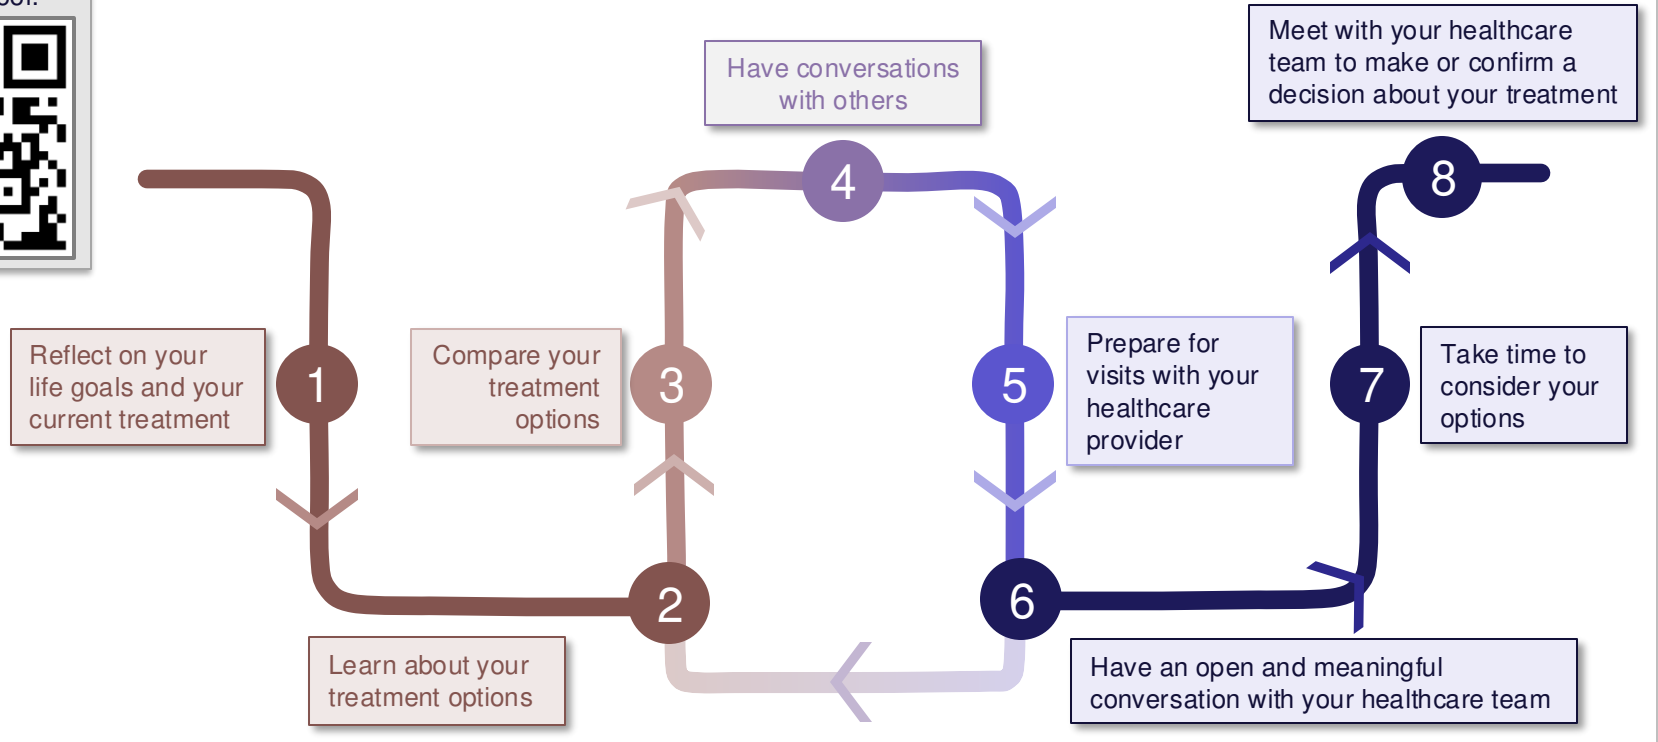 Reflect on your
life goals and your
current treatment
1
2
Learn about your
treatment options
Compare your
treatment
options
3
Have conversations
with others
4
5
Prepare for
visits with your
healthcare
provider
6
Have an open and meaningful
conversation with your healthcare team
7
Take time to
consider your
options
Meet with your healthcare
team to make or confirm a
decision about your treatment
8